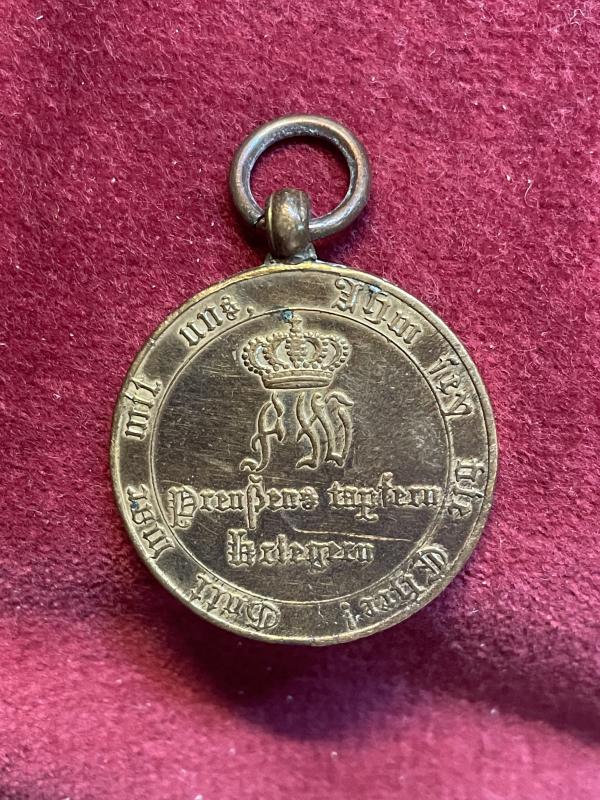 Gott war mit uns, Ihm sey die Ehre!
FW
Preußens tapfern
Kriegern